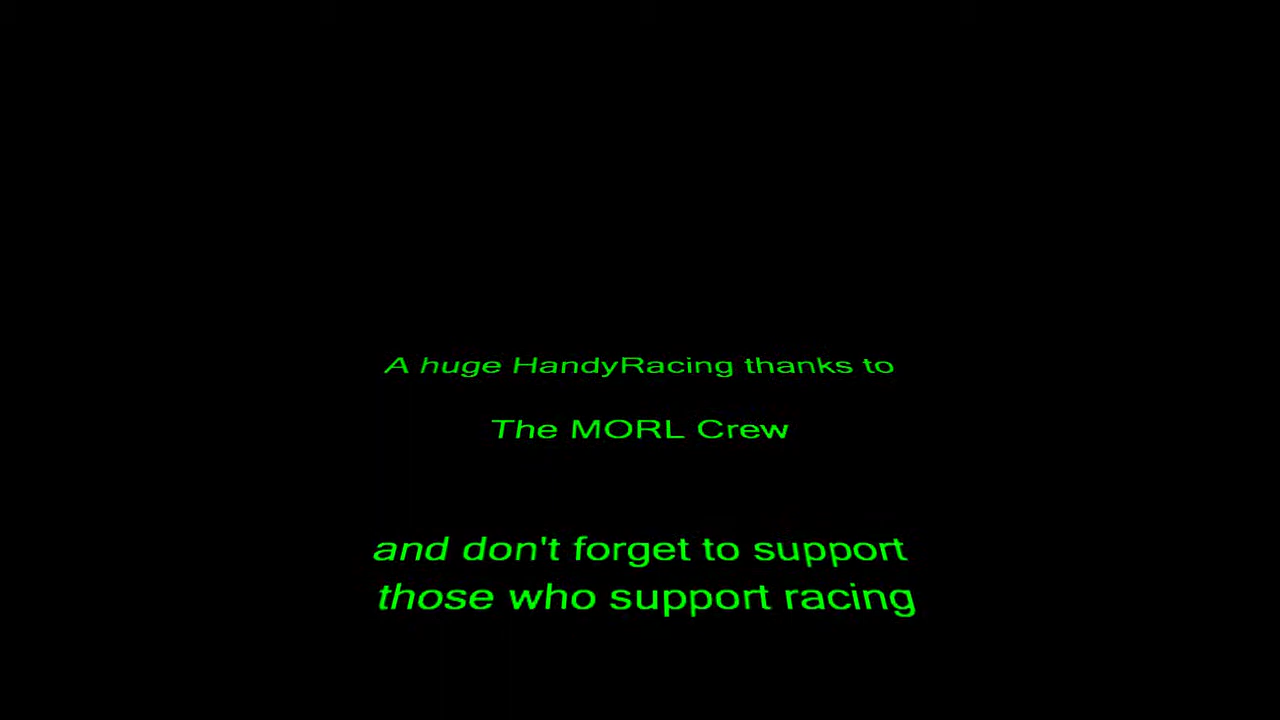 A huge HandyRacing thanks to
The MORL Crew
and don't forget to support
those who support racing